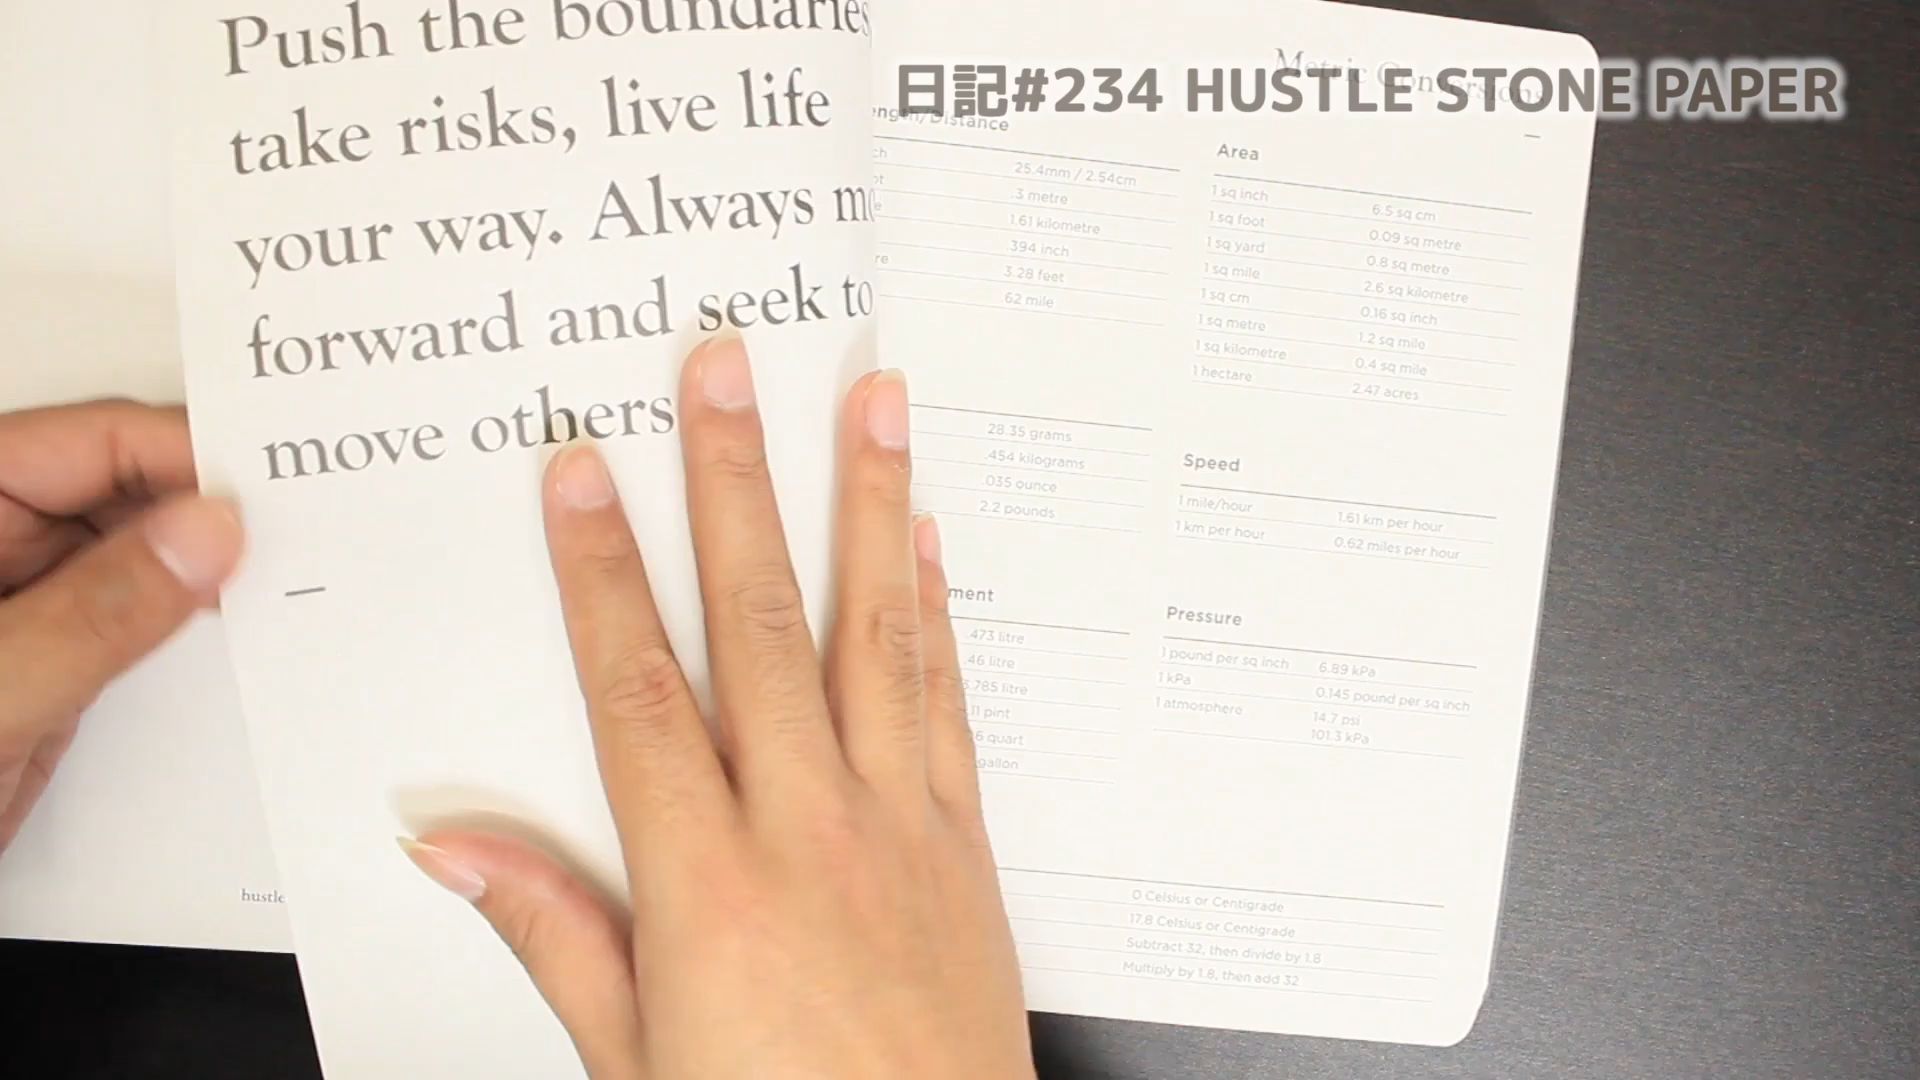 日記#234 HUSTLE STONE PAPER
Push the boundaries
take risks, live life
your way. Always
forward and seek to
move others
—
hustle
Metric Conversions
—
Length/Distance
25.4mm / 2.54cm
.3 metre
1.61 kilometre
.394 inch
3.28 feet
.62 mile
28.35 grams
.454 kilograms
.035 ounce
2.2 pounds
.473 litre
.46 litre
3.785 litre
pint
quart
gallon
Area
1 sq inch 6.5 sq cm
1 sq foot 0.09 sq metre
1 sq yard 0.8 sq metre
1 sq mile 2.6 sq kilometre
1 sq cm 0.16 sq inch
1 sq metre 1.2 sq mile
1 sq kilometre 0.4 sq mile
1 hectare 2.47 acres
Speed
1 mile/hour 1.61 km per hour
1 km per hour 0.62 miles per hour
Pressure
1 pound per sq inch 6.89 kPa
1 kPa 0.145 pound per sq inch
1 atmosphere 14.7 psi
101.3 kPa
0 Celsius or Centigrade
17.8 Celsius or Centigrade
Subtract 32, then divide by 1.8
Multiply by 1.8, then add 32